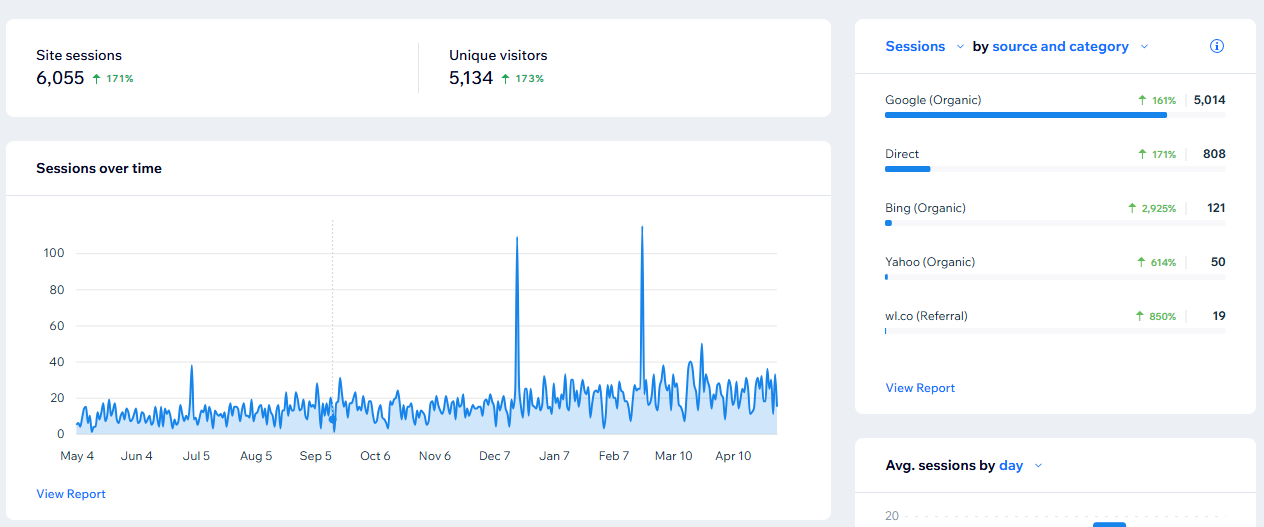 Site sessions
6,055 ↑ 171%
Unique visitors
5,134 ↑ 173%
Sessions over time
100
80
60
40
20
0
May 4 Jun 4 Jul 5 Aug 5 Sep 5 Oct 6 Nov 6 Dec 7 Jan 7 Feb 7 Mar 10 Apr 10
View Report
Sessions by source and category
Google (Organic) ↑ 161% 5,014
Direct ↑ 171% 808
Bing (Organic) ↑ 2,925% 121
Yahoo (Organic) ↑ 614% 50
wl.co (Referral) ↑ 850% 19
View Report
Avg. sessions by day
20